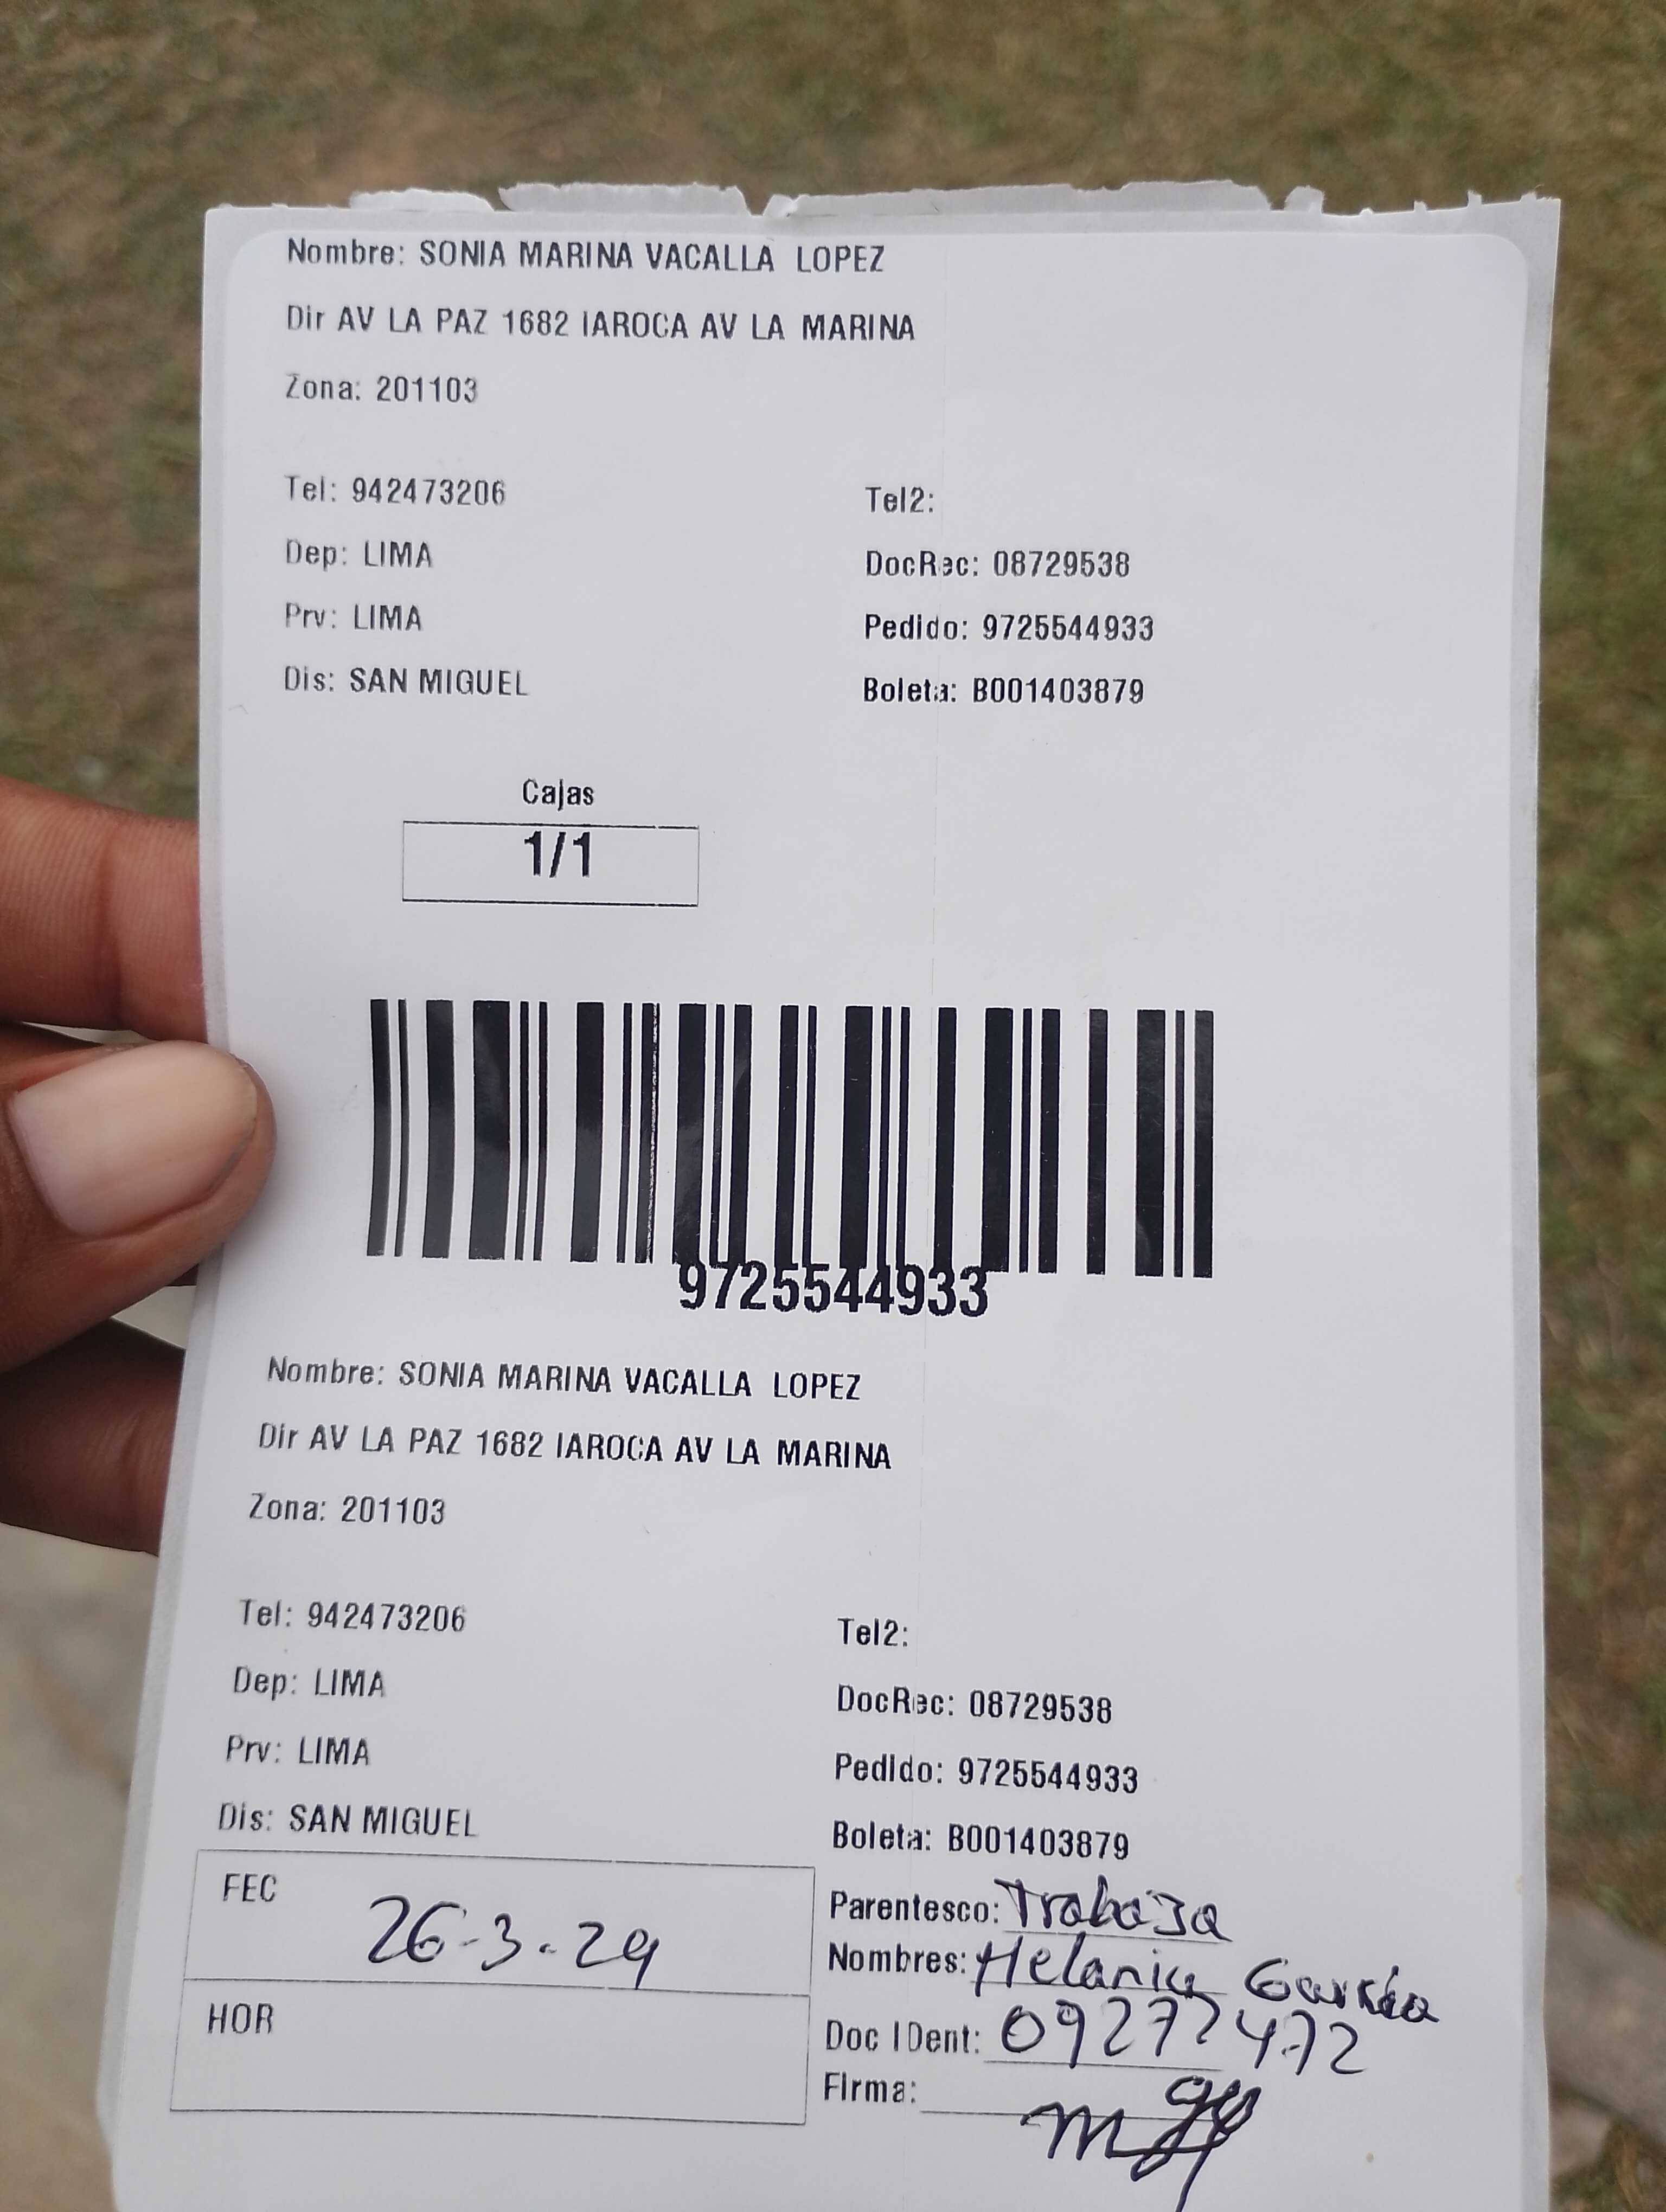 Nombre: SONIA MARINA VACALLA LOPEZ
Dir AV LA PAZ 1682 IAROCA AV LA MARINA
Zona: 201103
Tel: 942473206
Tel2:
Dep: LIMA
DocRec: 08729538
Prv: LIMA
Pedido: 9725544933
Dis: SAN MIGUEL
Boleta: B001403879
Cajas
1/1
9725544933
Nombre: SONIA MARINA VACALLA LOPEZ
Dir AV LA PAZ 1682 IAROCA AV LA MARINA
Zona: 201103
Tel: 942473206
Tel2:
Dep: LIMA
DocRec: 08729538
Prv: LIMA
Pedido: 9725544933
Dis: SAN MIGUEL
Boleta: B001403879
FEC 26-3-24
HOR
Parentesco: Trabaja
Nombres: Melania García
Doc IDent: 09277472
Firma: